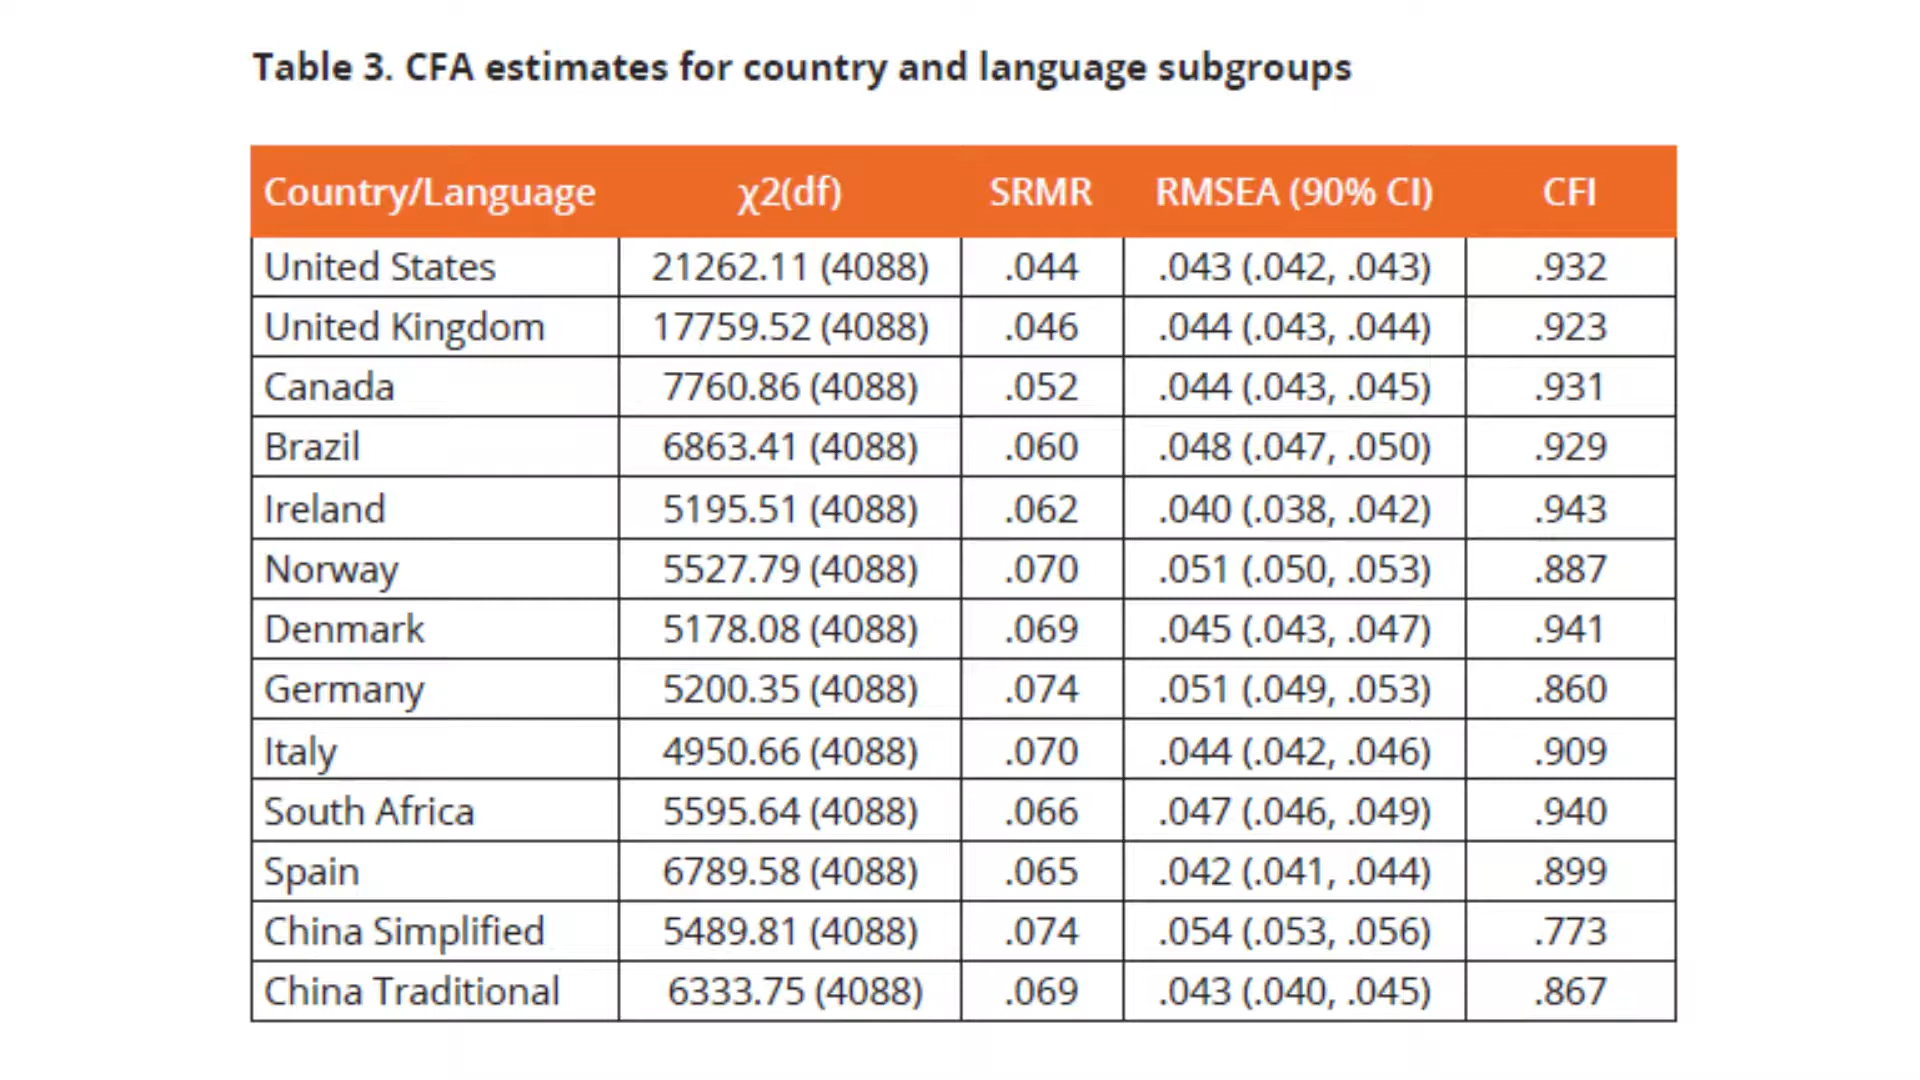 Table 3. CFA estimates for country and language subgroups
Country/Language χ2(df) SRMR RMSEA (90% CI) CFI
United States 21262.11 (4088) .044 .043 (.042, .043) .932
United Kingdom 17759.52 (4088) .046 .044 (.043, .044) .923
Canada 7760.86 (4088) .052 .044 (.043, .045) .931
Brazil 6863.41 (4088) .060 .048 (.047, .050) .929
Ireland 5195.51 (4088) .062 .040 (.038, .042) .943
Norway 5527.79 (4088) .070 .051 (.050, .053) .887
Denmark 5178.08 (4088) .069 .045 (.043, .047) .941
Germany 5200.35 (4088) .074 .051 (.049, .053) .860
Italy 4950.66 (4088) .070 .044 (.042, .046) .909
South Africa 5595.64 (4088) .066 .047 (.046, .049) .940
Spain 6789.58 (4088) .065 .042 (.041, .044) .899
China Simplified 5489.81 (4088) .074 .054 (.053, .056) .773
China Traditional 6333.75 (4088) .069 .043 (.040, .045) .867